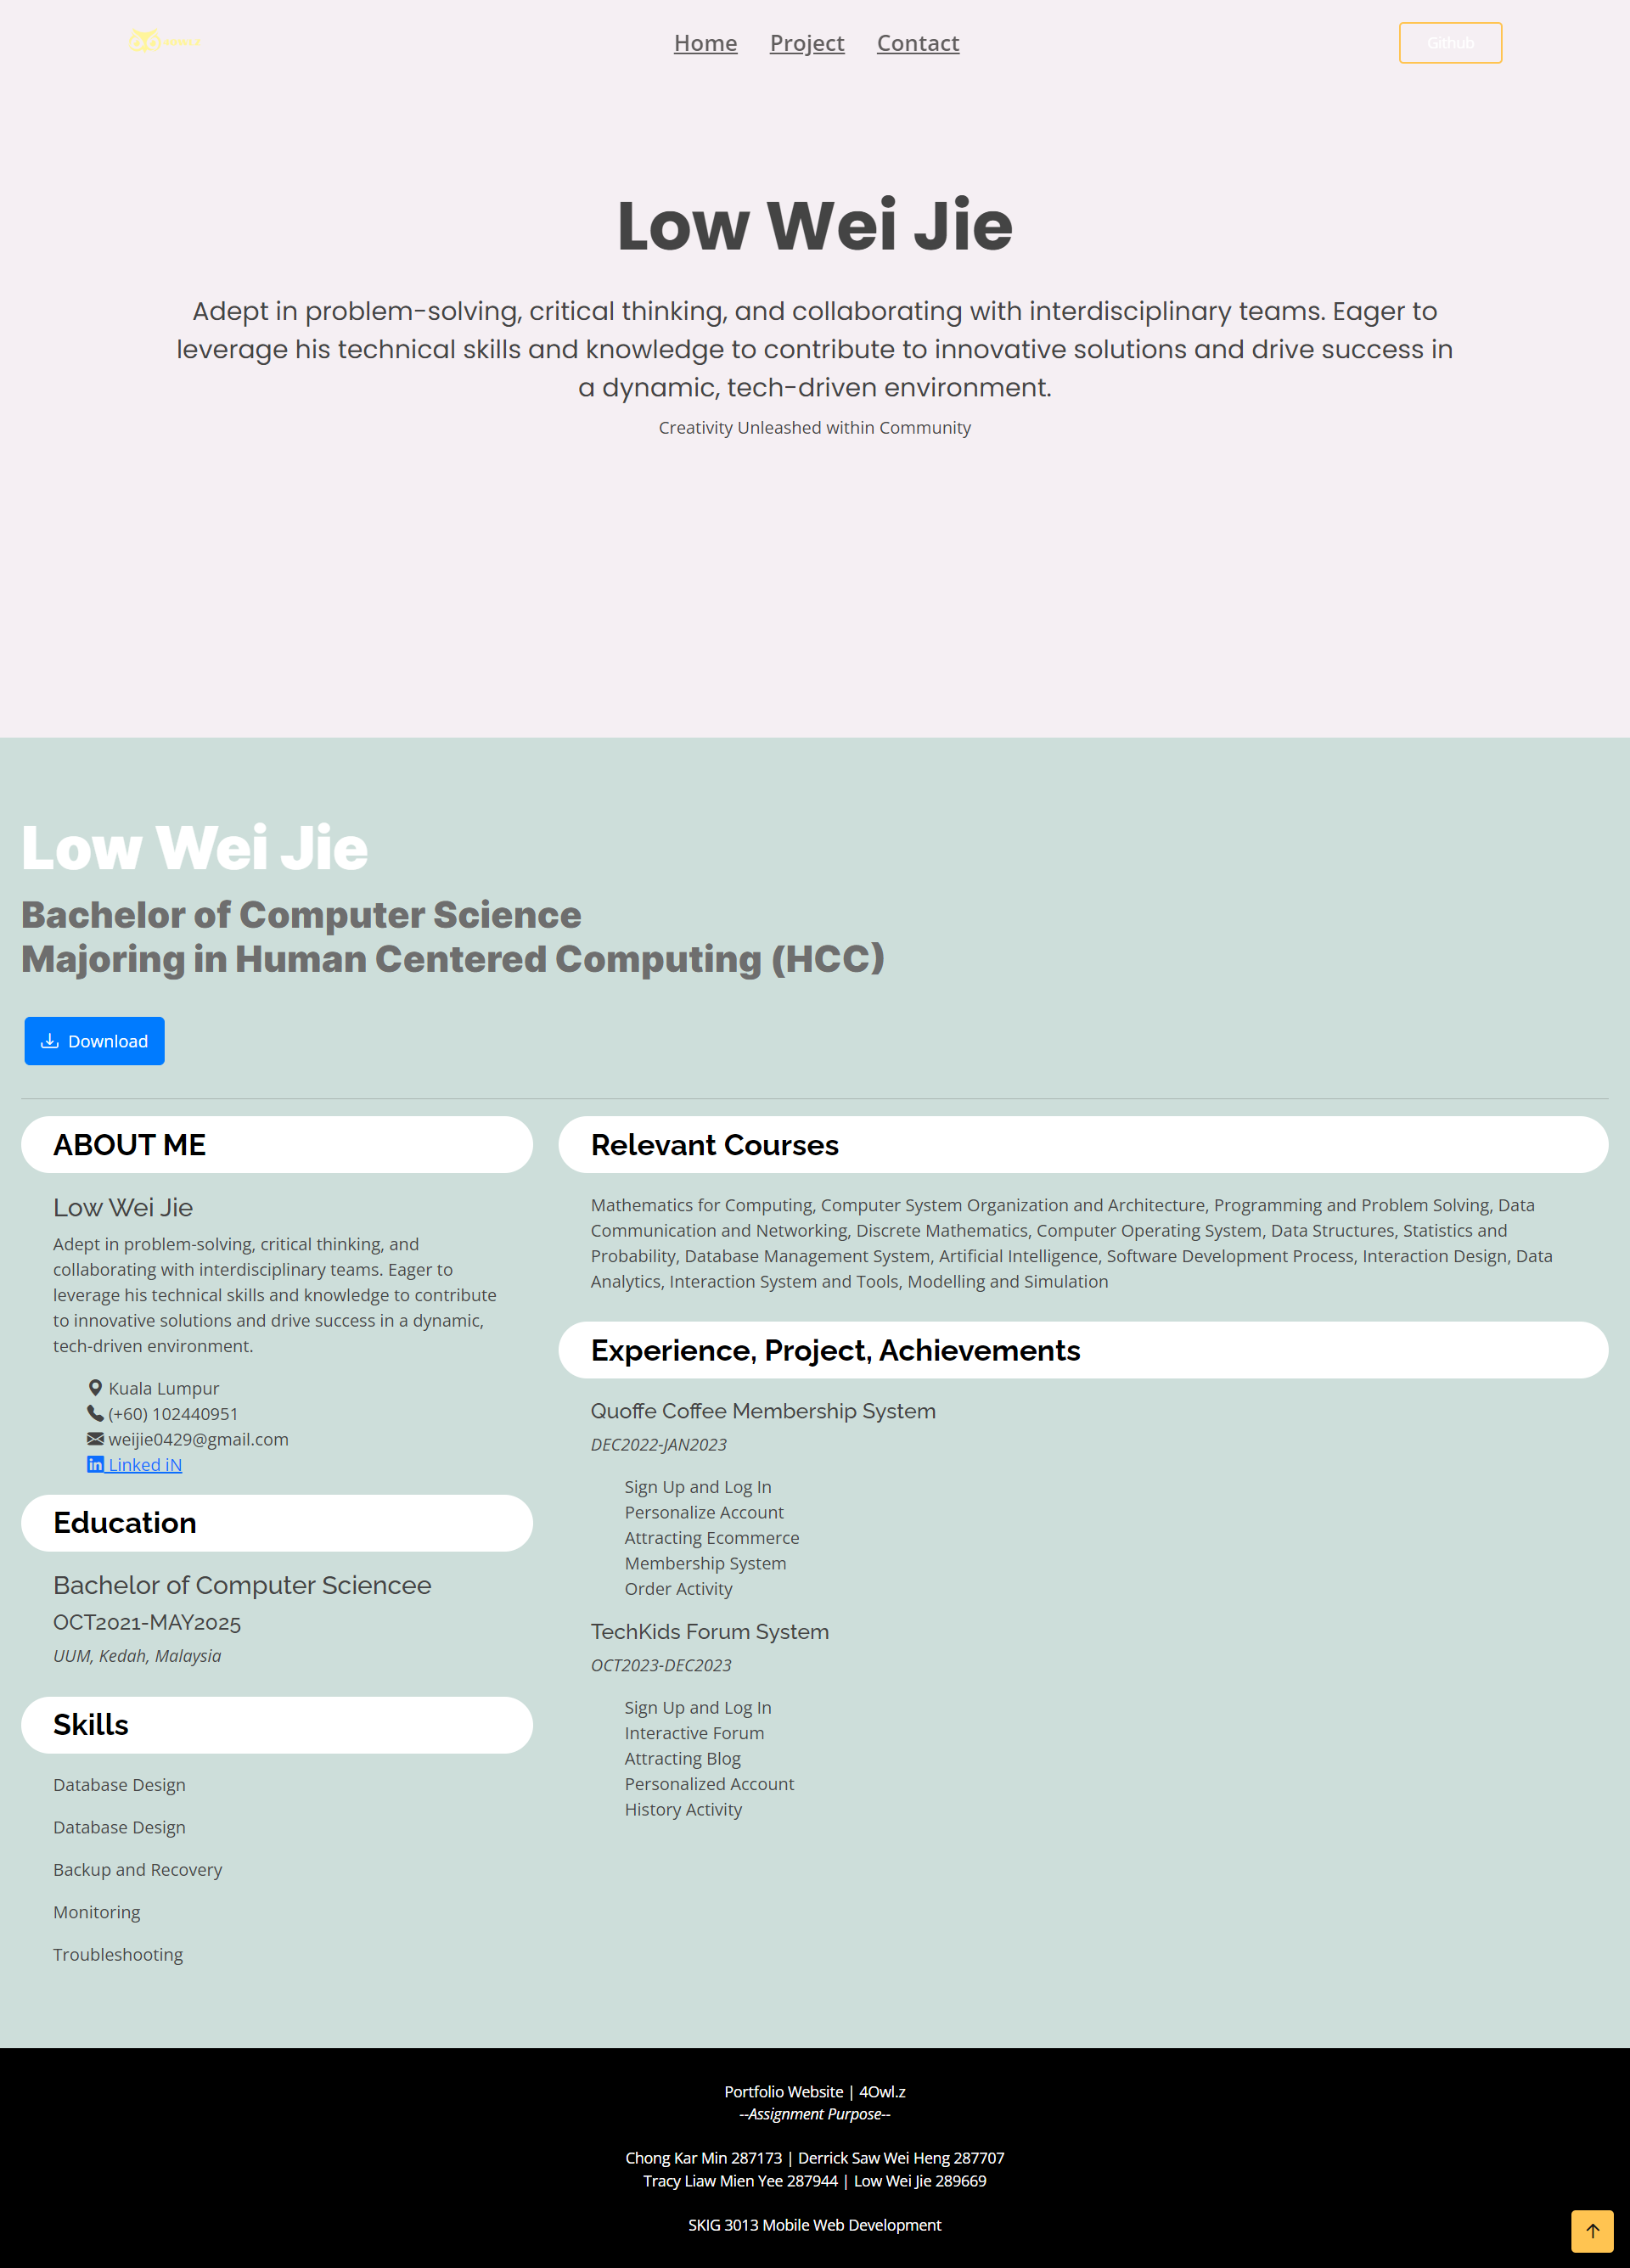 Home Project Contact
Github
Low Wei Jie
Adept in problem-solving, critical thinking, and collaborating with interdisciplinary teams. Eager to
leverage his technical skills and knowledge to contribute to innovative solutions and drive success in
a dynamic, tech-driven environment.
Creativity Unleashed within Community
Low Wei Jie
Bachelor of Computer Science
Majoring in Human Centered Computing (HCC)
Download
ABOUT ME
Low Wei Jie
Adept in problem-solving, critical thinking, and
collaborating with interdisciplinary teams. Eager to
leverage his technical skills and knowledge to contribute
to innovative solutions and drive success in a dynamic,
tech-driven environment.
Kuala Lumpur
(+60) 102440951
weijie0429@gmail.com
Linked iN
Education
Bachelor of Computer Sciencee
OCT2021-MAY2025
UUM, Kedah, Malaysia
Skills
Database Design
Database Design
Backup and Recovery
Monitoring
Troubleshooting
Relevant Courses
Mathematics for Computing, Computer System Organization and Architecture, Programming and Problem Solving, Data
Communication and Networking, Discrete Mathematics, Computer Operating System, Data Structures, Statistics and
Probability, Database Management System, Artificial Intelligence, Software Development Process, Interaction Design, Data
Analytics, Interaction System and Tools, Modelling and Simulation
Experience, Project, Achievements
Quoffe Coffee Membership System
DEC2022-JAN2023
Sign Up and Log In
Personalize Account
Attracting Ecommerce
Membership System
Order Activity
TechKids Forum System
OCT2023-DEC2023
Sign Up and Log In
Interactive Forum
Attracting Blog
Personalized Account
History Activity
Portfolio Website | 4Owl.z
--Assignment Purpose--
Chong Kar Min 287173 | Derrick Saw Wei Heng 287707
Tracy Liaw Mien Yee 287944 | Low Wei Jie 289669
SKIG 3013 Mobile Web Development